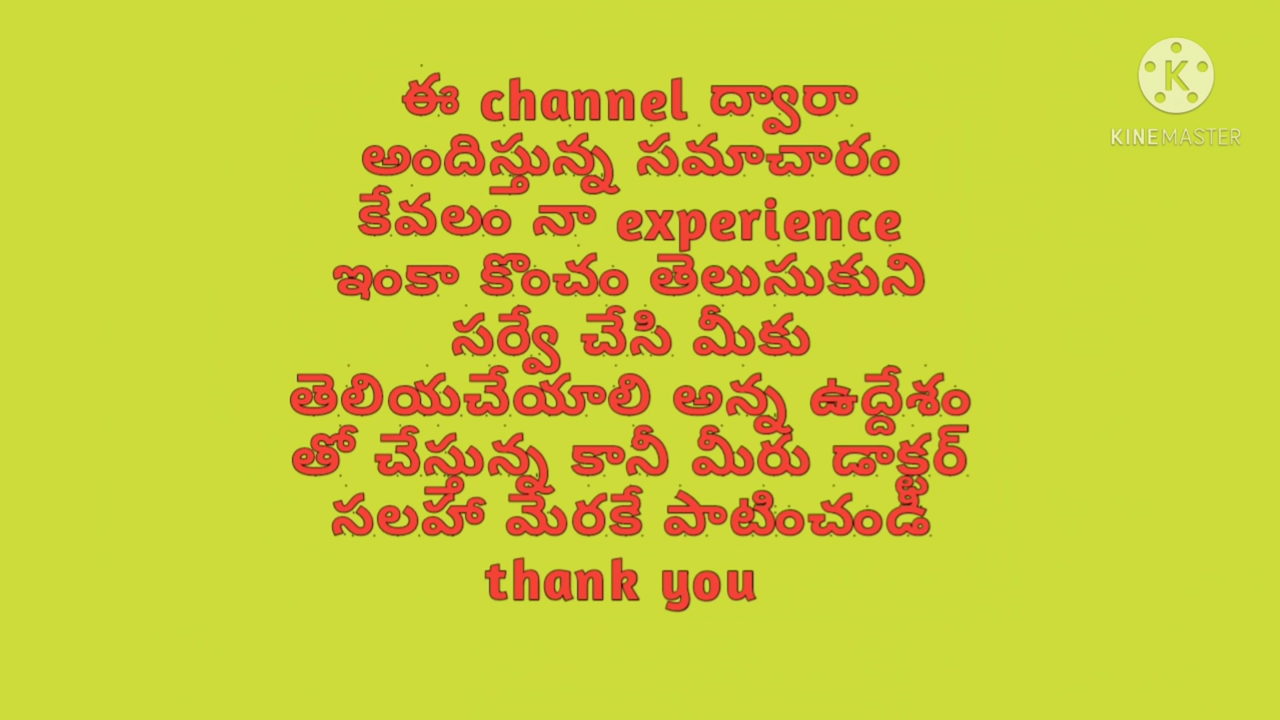 ఈ channel ద్వారా
అందిస్తున్న సమాచారం
కేవలం నా experience
ఇంకా కొంచం తెలుసుకుని
సర్వే చేసి మీకు
తెలియచేయాలి అన్న ఉద్దేశం
తో చేస్తున్న కానీ మీరు డాక్టర్
సలహా మెరకే పాటించండి
thank you
K
KINEMASTER